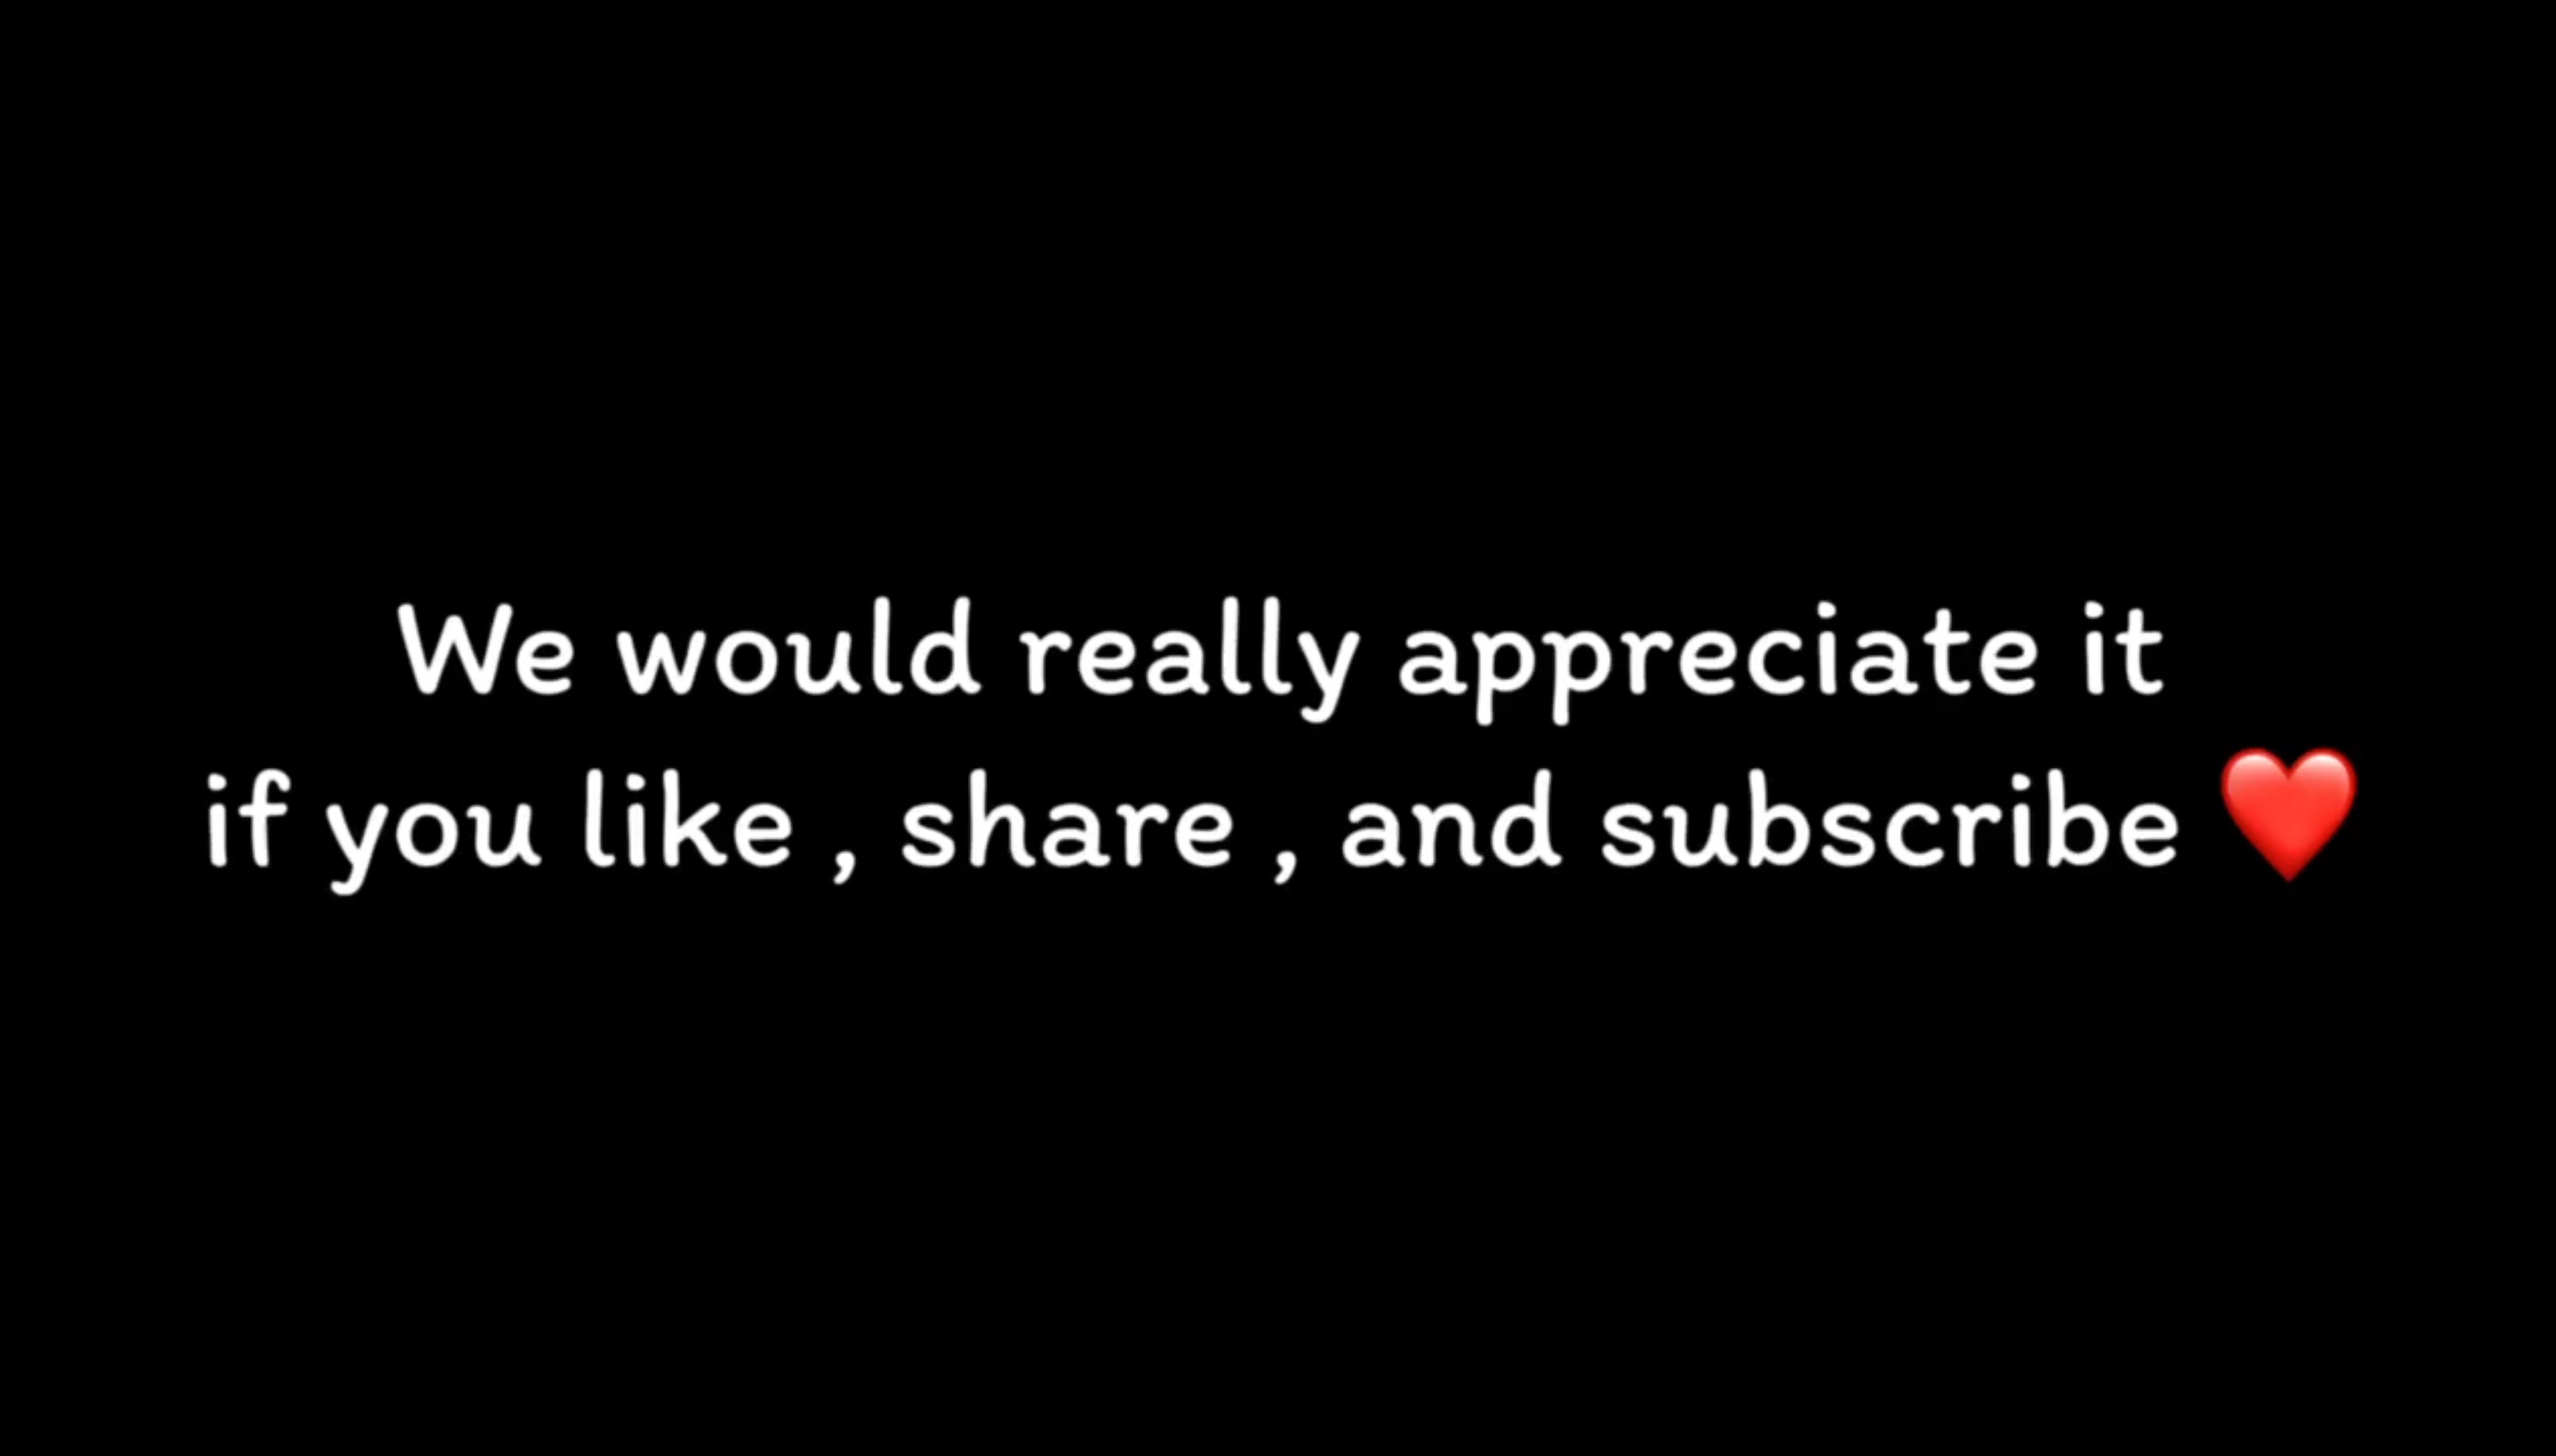 We would really appreciate it
if you like , share , and subscribe ❤️